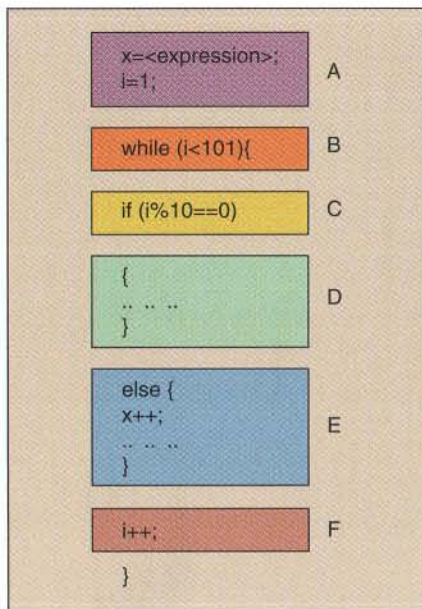 x=<expression>;
i=1;
A
while (i<101){
B
if (i%10==0)
C
{
.. .. ..
}
D
else {
x++;
.. .. ..
}
E
i++;
F
}